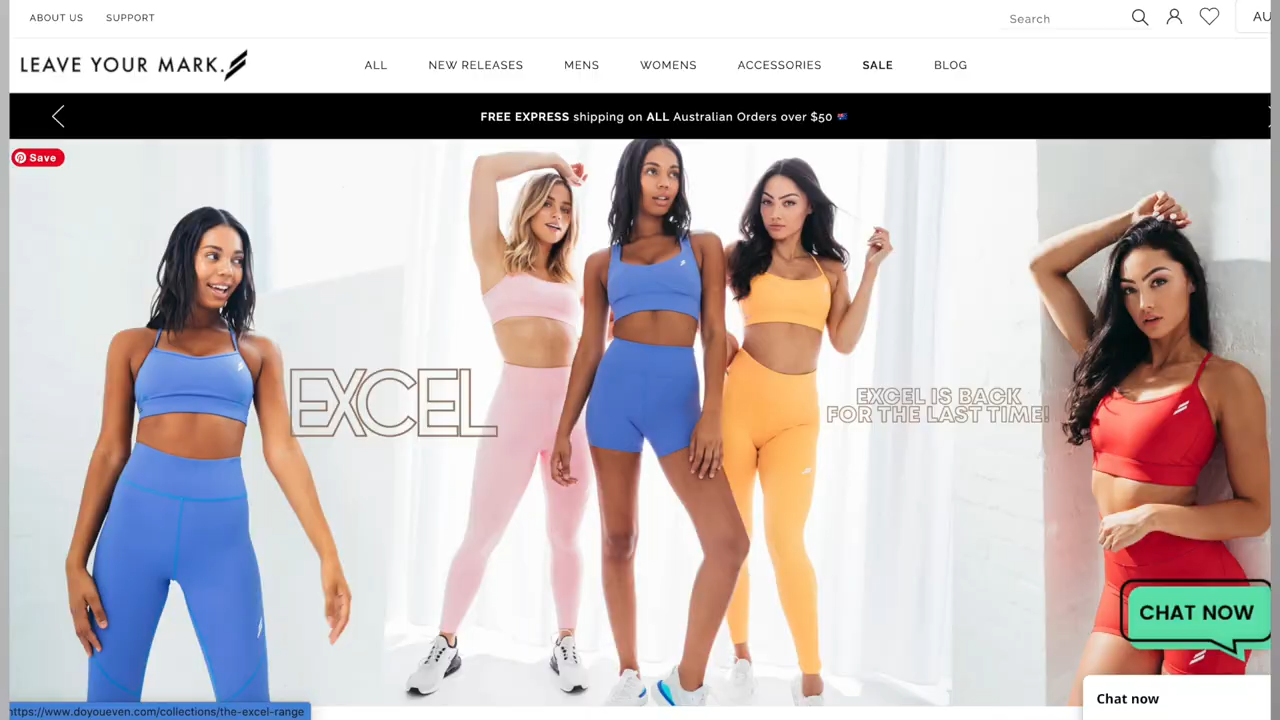 ABOUT US SUPPORT
Search
AU
LEAVE YOUR MARK.
ALL NEW RELEASES MENS WOMENS ACCESSORIES SALE BLOG
FREE EXPRESS shipping on ALL Australian Orders over $50
Save
EXCEL
EXCEL IS BACK
FOR THE LAST TIME!
CHAT NOW
Chat now
https://www.doyoueven.com/collections/the-excel-range